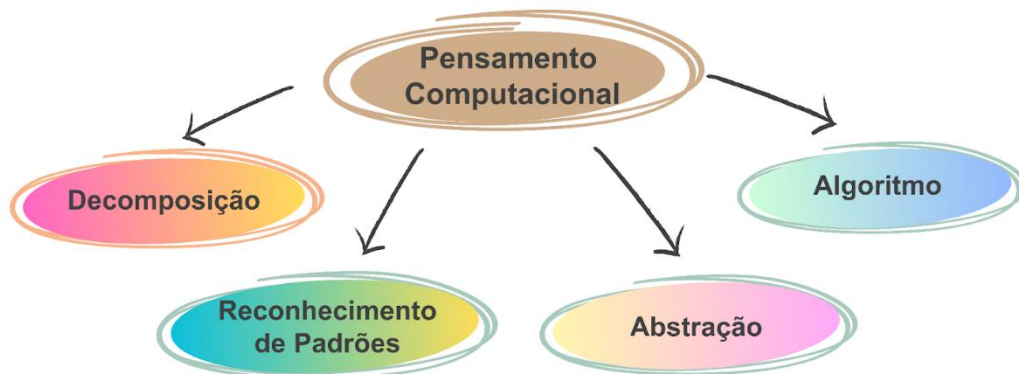 Pensamento
Computacional
Decomposição
Algoritmo
Reconhecimento
de Padrões
Abstração